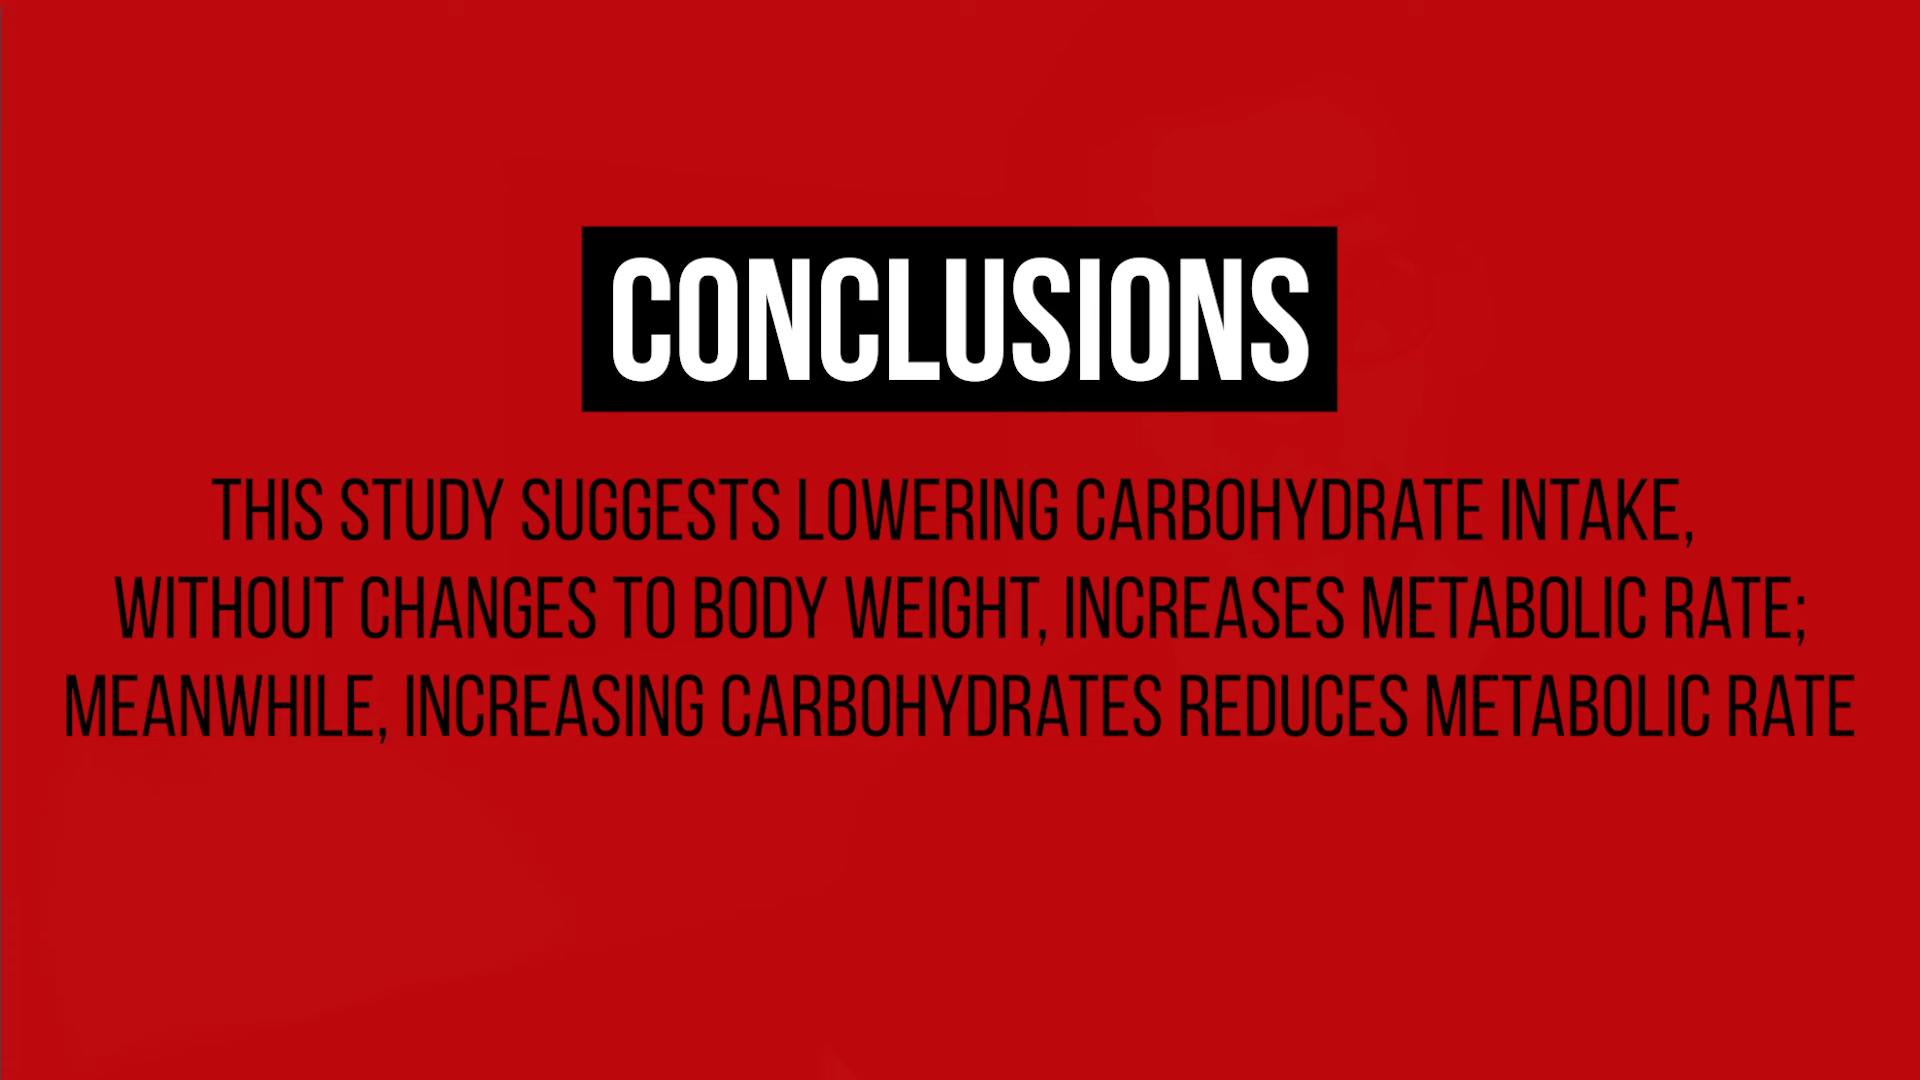 CONCLUSIONS
THIS STUDY SUGGESTS LOWERING CARBOHYDRATE INTAKE,
WITHOUT CHANGES TO BODY WEIGHT, INCREASES METABOLIC RATE;
MEANWHILE, INCREASING CARBOHYDRATES REDUCES METABOLIC RATE